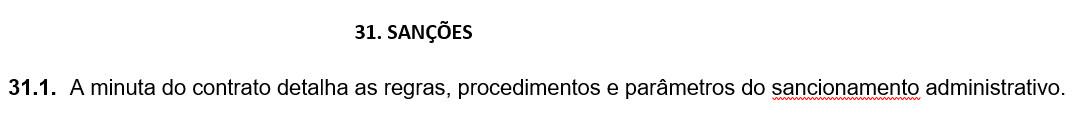 31. SANÇÕES
31.1. A minuta do contrato detalha as regras, procedimentos e parâmetros do sancionamento administrativo.